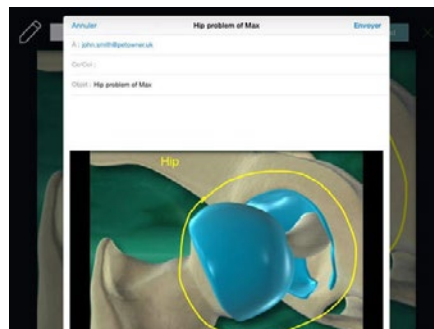 Annuler Hip problem of Max Envoyer
A : john.smith@petowner.uk
Cc/Cci :
Objet : Hip problem of Max
Hip